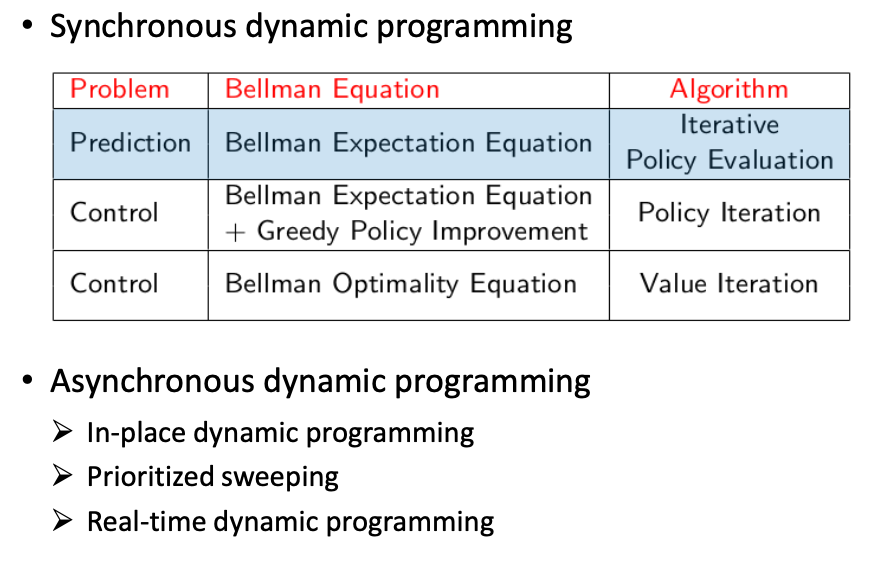 • Synchronous dynamic programming
Problem Bellman Equation Algorithm
Prediction Bellman Expectation Equation Iterative
Policy Evaluation
Control Bellman Expectation Equation
+ Greedy Policy Improvement Policy Iteration
Control Bellman Optimality Equation Value Iteration
• Asynchronous dynamic programming
➢ In-place dynamic programming
➢ Prioritized sweeping
➢ Real-time dynamic programming